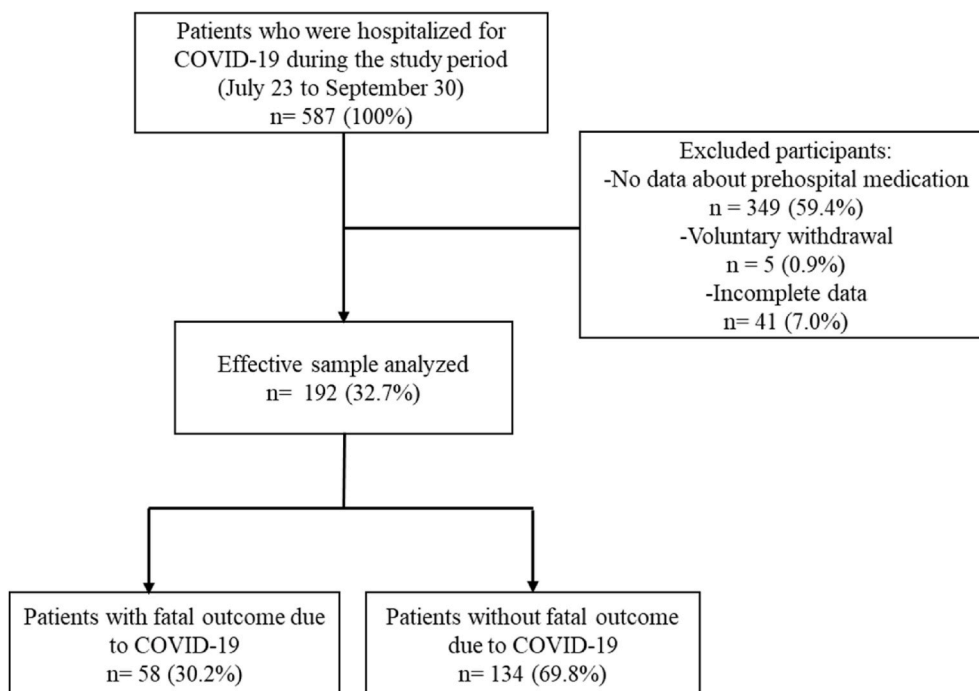 Patients who were hospitalized for
COVID-19 during the study period
(July 23 to September 30)
n= 587 (100%)
Excluded participants:
-No data about prehospital medication
n = 349 (59.4%)
-Voluntary withdrawal
n = 5 (0.9%)
-Incomplete data
n= 41 (7.0%)
Effective sample analyzed
n= 192 (32.7%)
Patients with fatal outcome due
to COVID-19
n= 58 (30.2%)
Patients without fatal outcome
due to COVID-19
n= 134 (69.8%)